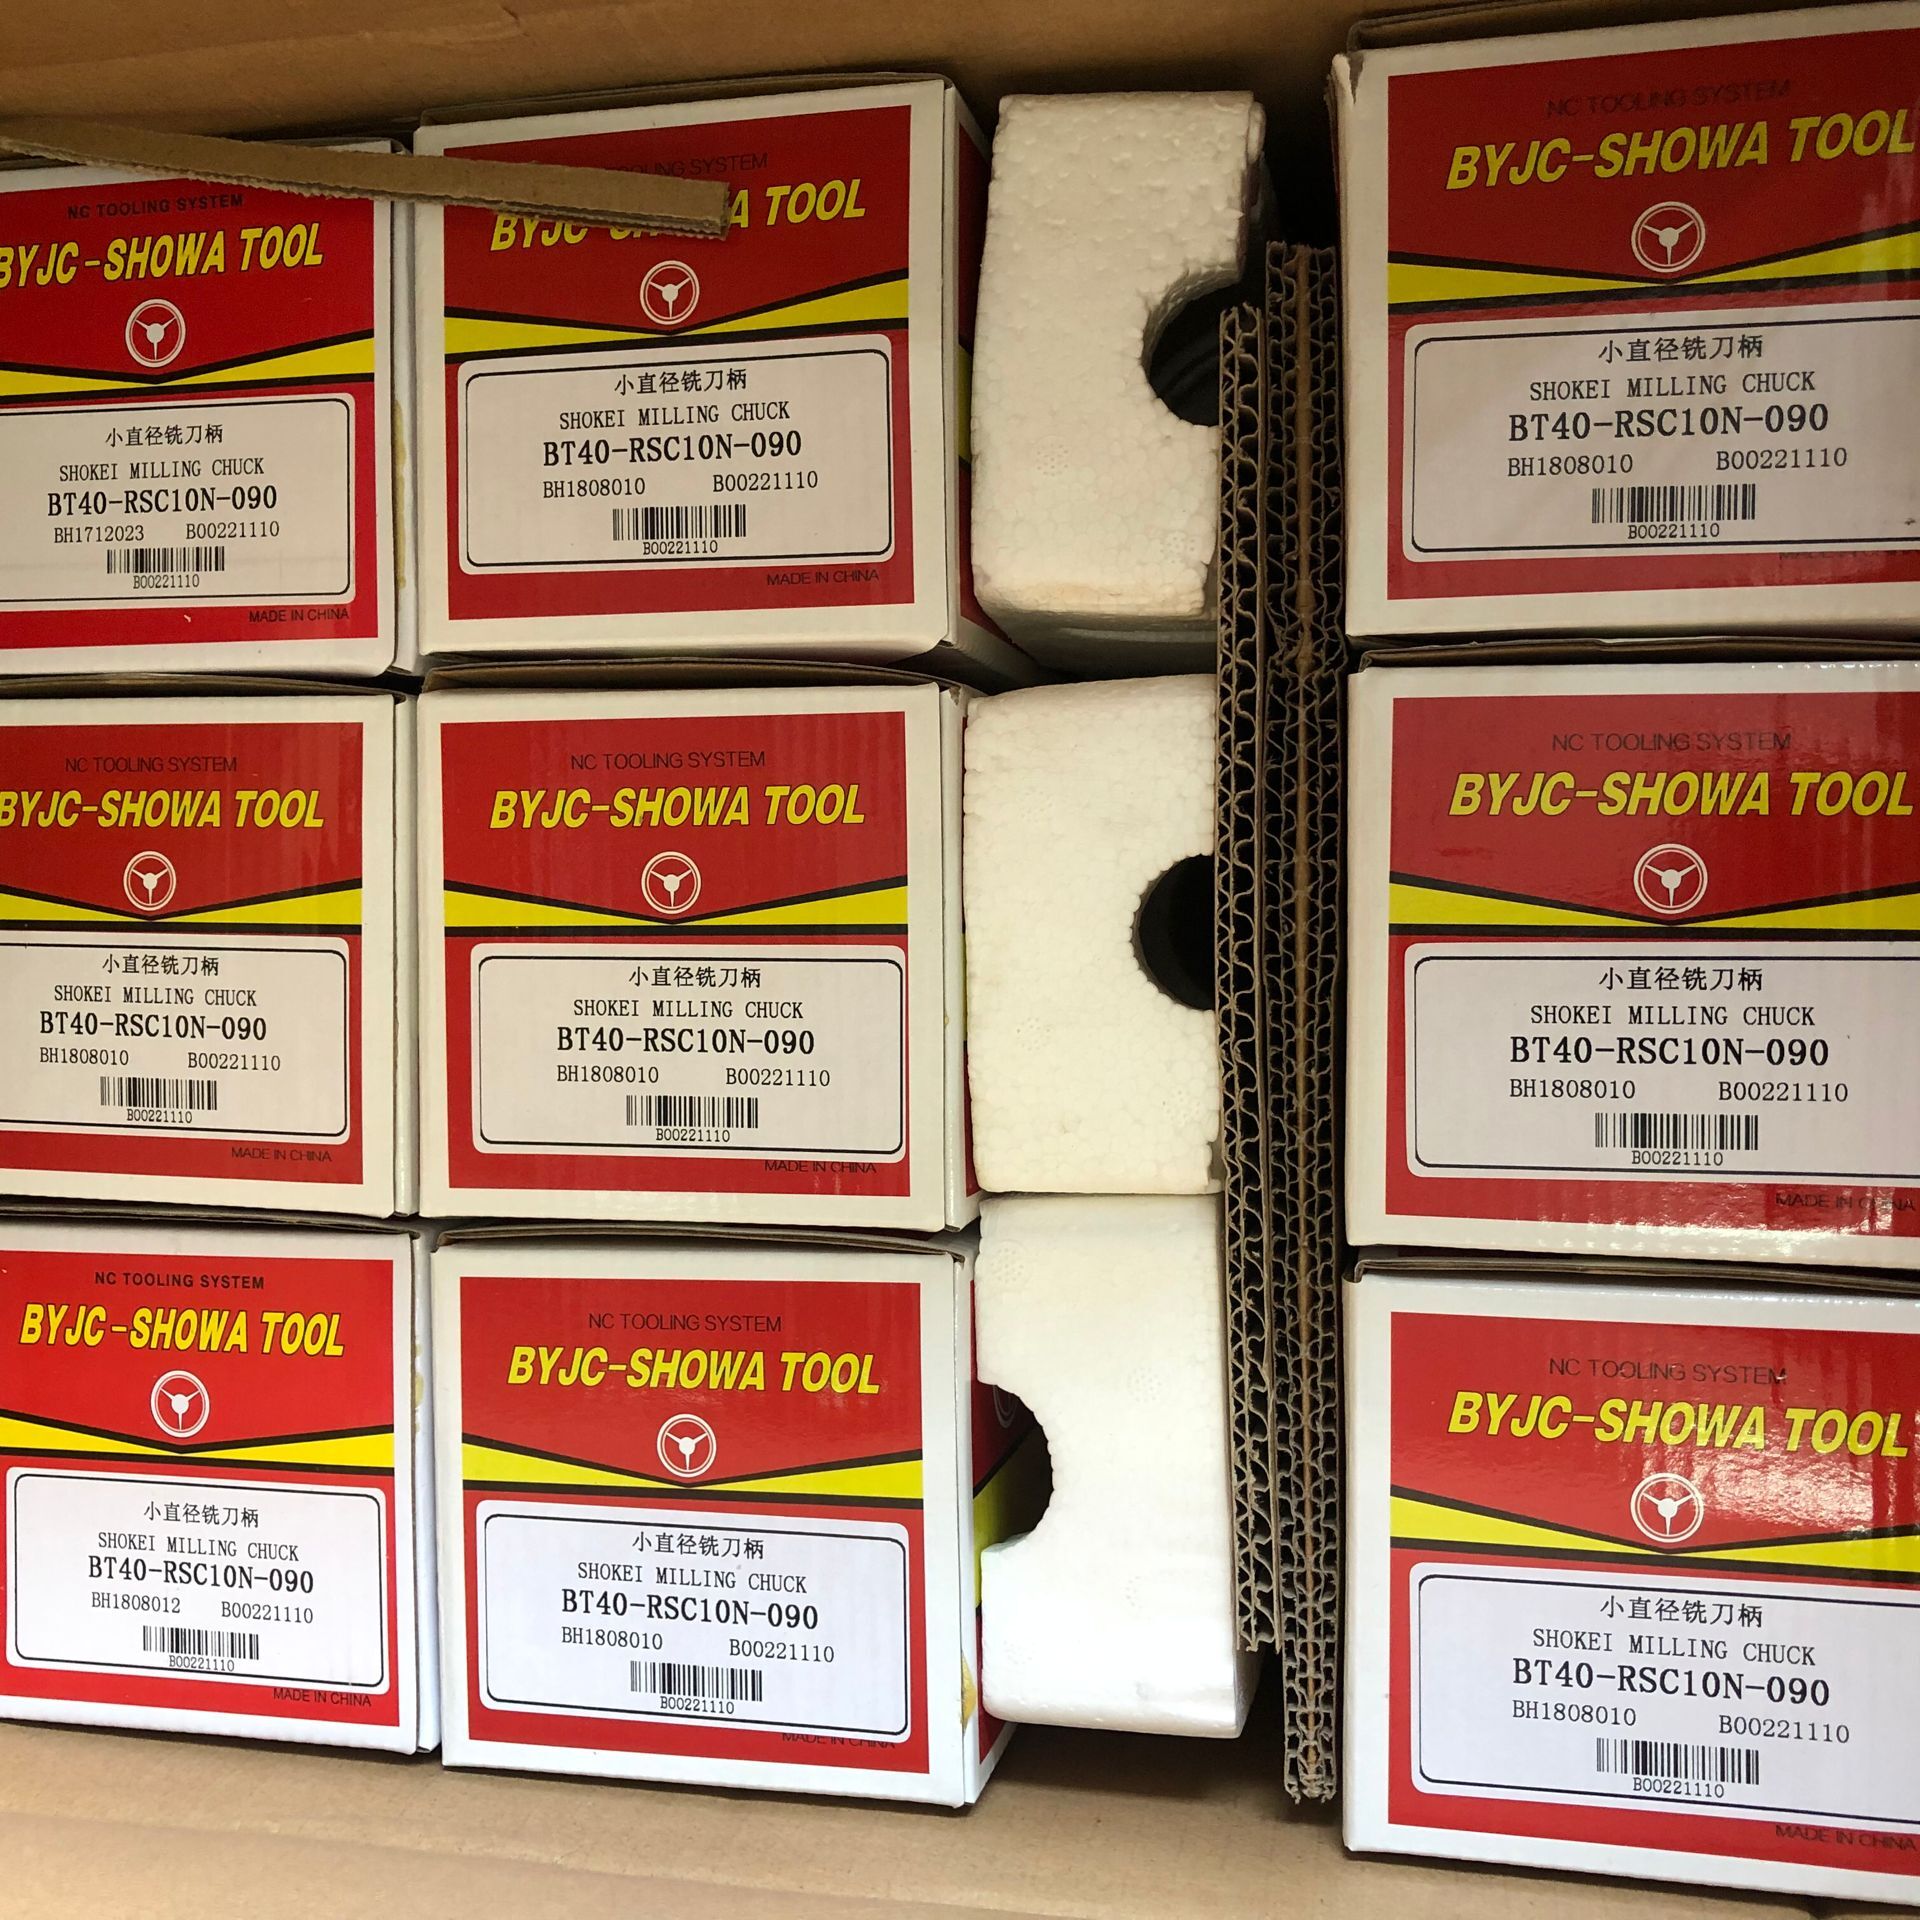 NC TOOLING SYSTEM
BYJC-SHOWA TOOL
小直径铣刀柄
SHOKEI MILLING CHUCK
BT40-RSC10N-090
BH1712023 B00221110
B00221110
MADE IN CHINA
TOOLING SYSTEM
BYJC-SHOWA TOOL
小直径铣刀柄
SHOKEI MILLING CHUCK
BT40-RSC10N-090
BH1808010 B00221110
B00221110
MADE IN CHINA
NC TOOLING SYSTEM
BYJC-SHOWA TOOL
小直径铣刀柄
SHOKEI MILLING CHUCK
BT40-RSC10N-090
BH1808010 B00221110
B00221110
NC TOOLING SYSTEM
BYJC-SHOWA TOOL
小直径铣刀柄
SHOKEI MILLING CHUCK
BT40-RSC10N-090
BH1808010 B00221110
B00221110
MADE IN CHINA
NC TOOLING SYSTEM
BYJC-SHOWA TOOL
小直径铣刀柄
SHOKEI MILLING CHUCK
BT40-RSC10N-090
BH1808010 B00221110
B00221110
MADE IN CHINA
NC TOOLING SYSTEM
BYJC-SHOWA TOOL
小直径铣刀柄
SHOKEI MILLING CHUCK
BT40-RSC10N-090
BH1808010 B00221110
B00221110
MADE IN CHINA
NC TOOLING SYSTEM
BYJC-SHOWA TOOL
小直径铣刀柄
SHOKEI MILLING CHUCK
BT40-RSC10N-090
BH1808012 B00221110
B00221110
MADE IN CHINA
NC TOOLING SYSTEM
BYJC-SHOWA TOOL
小直径铣刀柄
SHOKEI MILLING CHUCK
BT40-RSC10N-090
BH1808010 B00221110
B00221110
MADE IN CHINA
NC TOOLING SYSTEM
BYJC-SHOWA TOOL
小直径铣刀柄
SHOKEI MILLING CHUCK
BT40-RSC10N-090
BH1808010 B00221110
B00221110
MADE IN CHINA